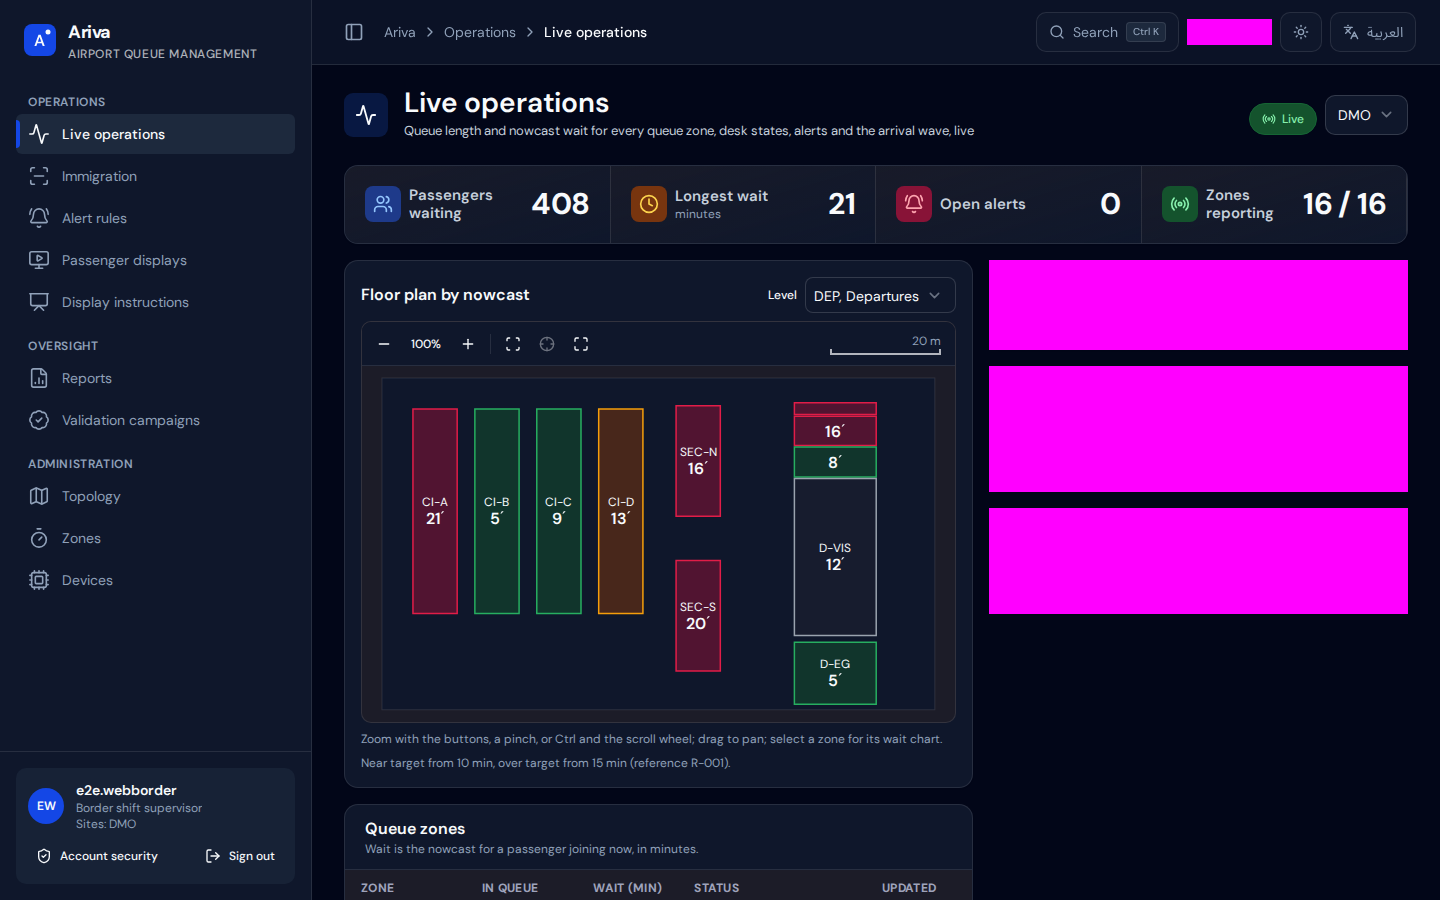 Ariva
AIRPORT QUEUE MANAGEMENT
OPERATIONS
Live operations
Immigration
Alert rules
Passenger displays
Display instructions
OVERSIGHT
Reports
Validation campaigns
ADMINISTRATION
Topology
Zones
Devices
EW
e2e.webborder
Border shift supervisor
Sites: DMO
Account security
Sign out
Ariva > Operations > Live operations
Search Ctrl K
العربية
Live operations
Queue length and nowcast wait for every queue zone, desk states, alerts and the arrival wave, live
Live
DMO
Passengers waiting
408
Longest wait
minutes
21
Open alerts
0
Zones reporting
16 / 16
Floor plan by nowcast
Level
DEP, Departures
100%
20 m
CI-A
21′
CI-B
5′
CI-C
9′
CI-D
13′
SEC-N
16′
SEC-S
20′
16′
8′
D-VIS
12′
D-EG
5′
Zoom with the buttons, a pinch, or Ctrl and the scroll wheel; drag to pan; select a zone for its wait chart.
Near target from 10 min, over target from 15 min (reference R-001).
Queue zones
Wait is the nowcast for a passenger joining now, in minutes.
ZONE IN QUEUE WAIT (MIN) STATUS UPDATED